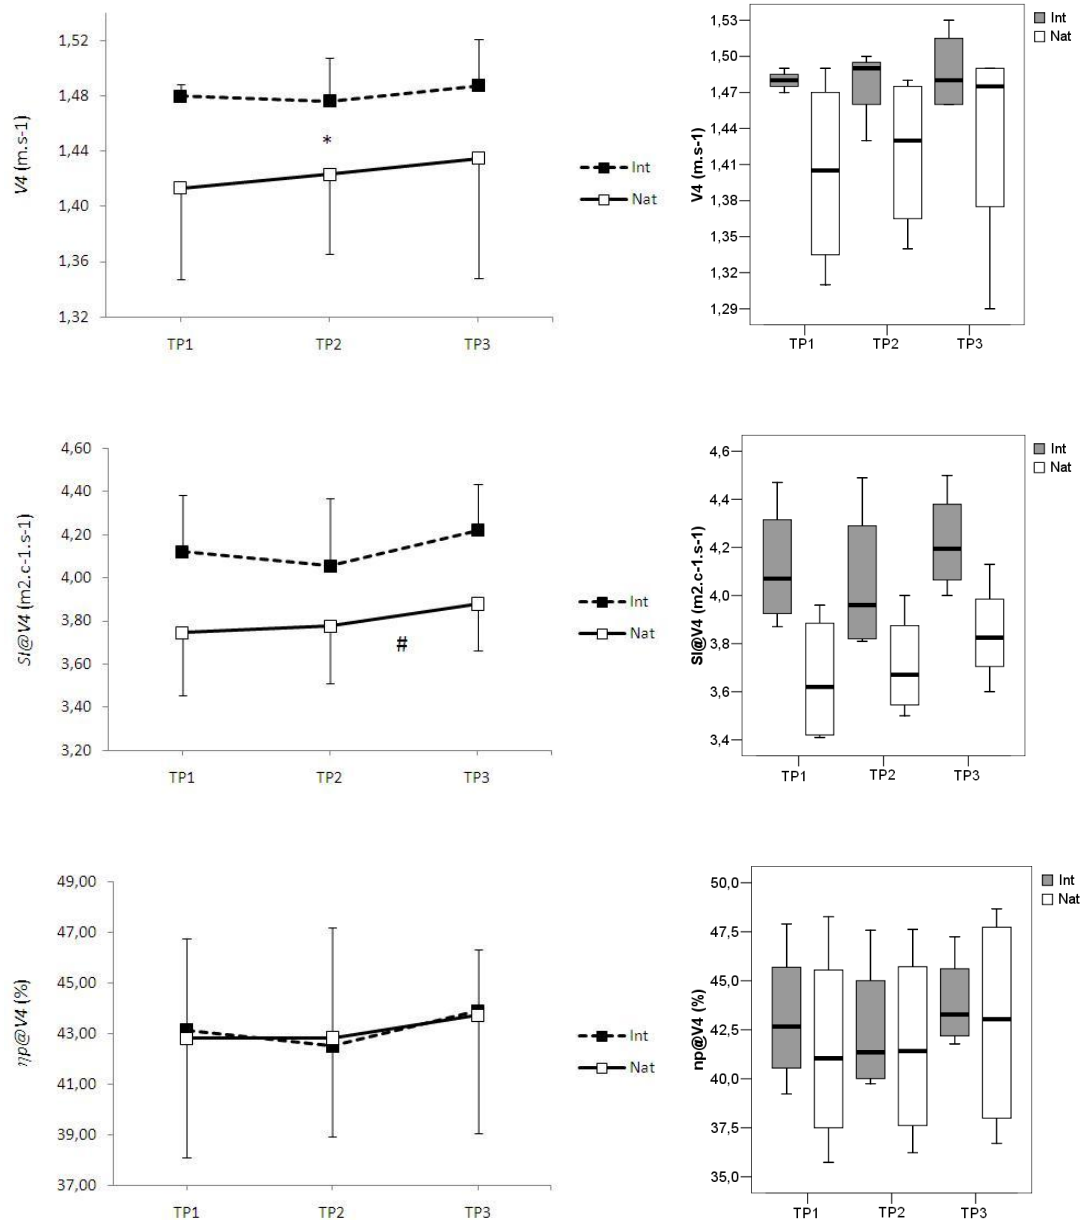 1,52
1,48
1,44
1,40
1,36
1,32
V4 (m.s-1)
*
TP1
TP2
TP3
Int
Nat
1,53
1,50
1,47
1,44
1,41
1,38
1,35
1,32
1,29
V4 (m.s-1)
TP1
TP2
TP3
Int
Nat
4,60
4,40
4,20
4,00
3,80
3,60
3,40
3,20
SI@V4 (m2.c-1.s-1)
#
TP1
TP2
TP3
Int
Nat
4,6
4,4
4,2
4,0
3,8
3,6
3,4
SI@V4 (m2.c-1.s-1)
TP1
TP2
TP3
Int
Nat
49,00
47,00
45,00
43,00
41,00
39,00
37,00
ηp@V4 (%)
TP1
TP2
TP3
Int
Nat
50,0
47,5
45,0
42,5
40,0
37,5
35,0
np@V4 (%)
TP1
TP2
TP3
Int
Nat